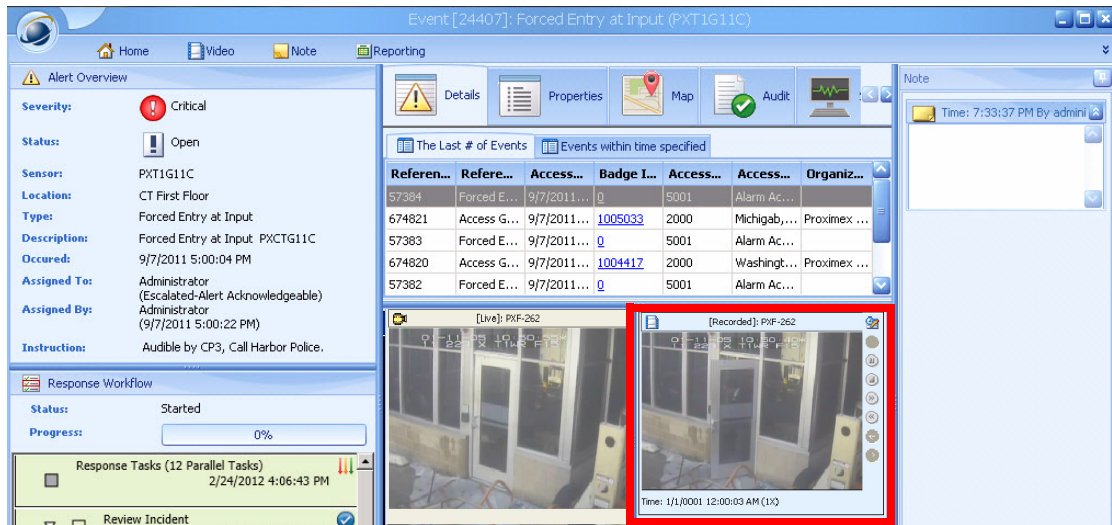 Event [24407]: Forced Entry at Input (PXT1G11C)
Home Video Note Reporting
Alert Overview
Severity: Critical
Status: Open
Sensor: PXT1G11C
Location: CT First Floor
Type: Forced Entry at Input
Description: Forced Entry at Input PXCTG11C
Occured: 9/7/2011 5:00:04 PM
Assigned To: Administrator
(Escalated-Alert Acknowledgeable)
Assigned By: Administrator
(9/7/2011 5:00:22 PM)
Instruction: Audible by CP3, Call Harbor Police.
Response Workflow
Status: Started
Progress: 0%
Response Tasks (12 Parallel Tasks)
2/24/2012 4:06:43 PM
Review Incident
Details Properties Map Audit
The Last # of Events Events within time specified
Referen... Refere... Access... Badge I... Access... Access... Organiz...
57384 Forced E... 9/7/2011... 0 5001 Alarm Ac...
674821 Access G... 9/7/2011... 1005033 2000 Michigab,... Proximex ...
57383 Forced E... 9/7/2011... 0 5001 Alarm Ac...
674820 Access G... 9/7/2011... 1004417 2000 Washingt... Proximex ...
57382 Forced E... 9/7/2011... 0 5001 Alarm Ac...
[Live]: PXF-262
[Recorded]: PXF-262
Time: 1/1/0001 12:00:03 AM (1X)
Note
Time: 7:33:37 PM By admini